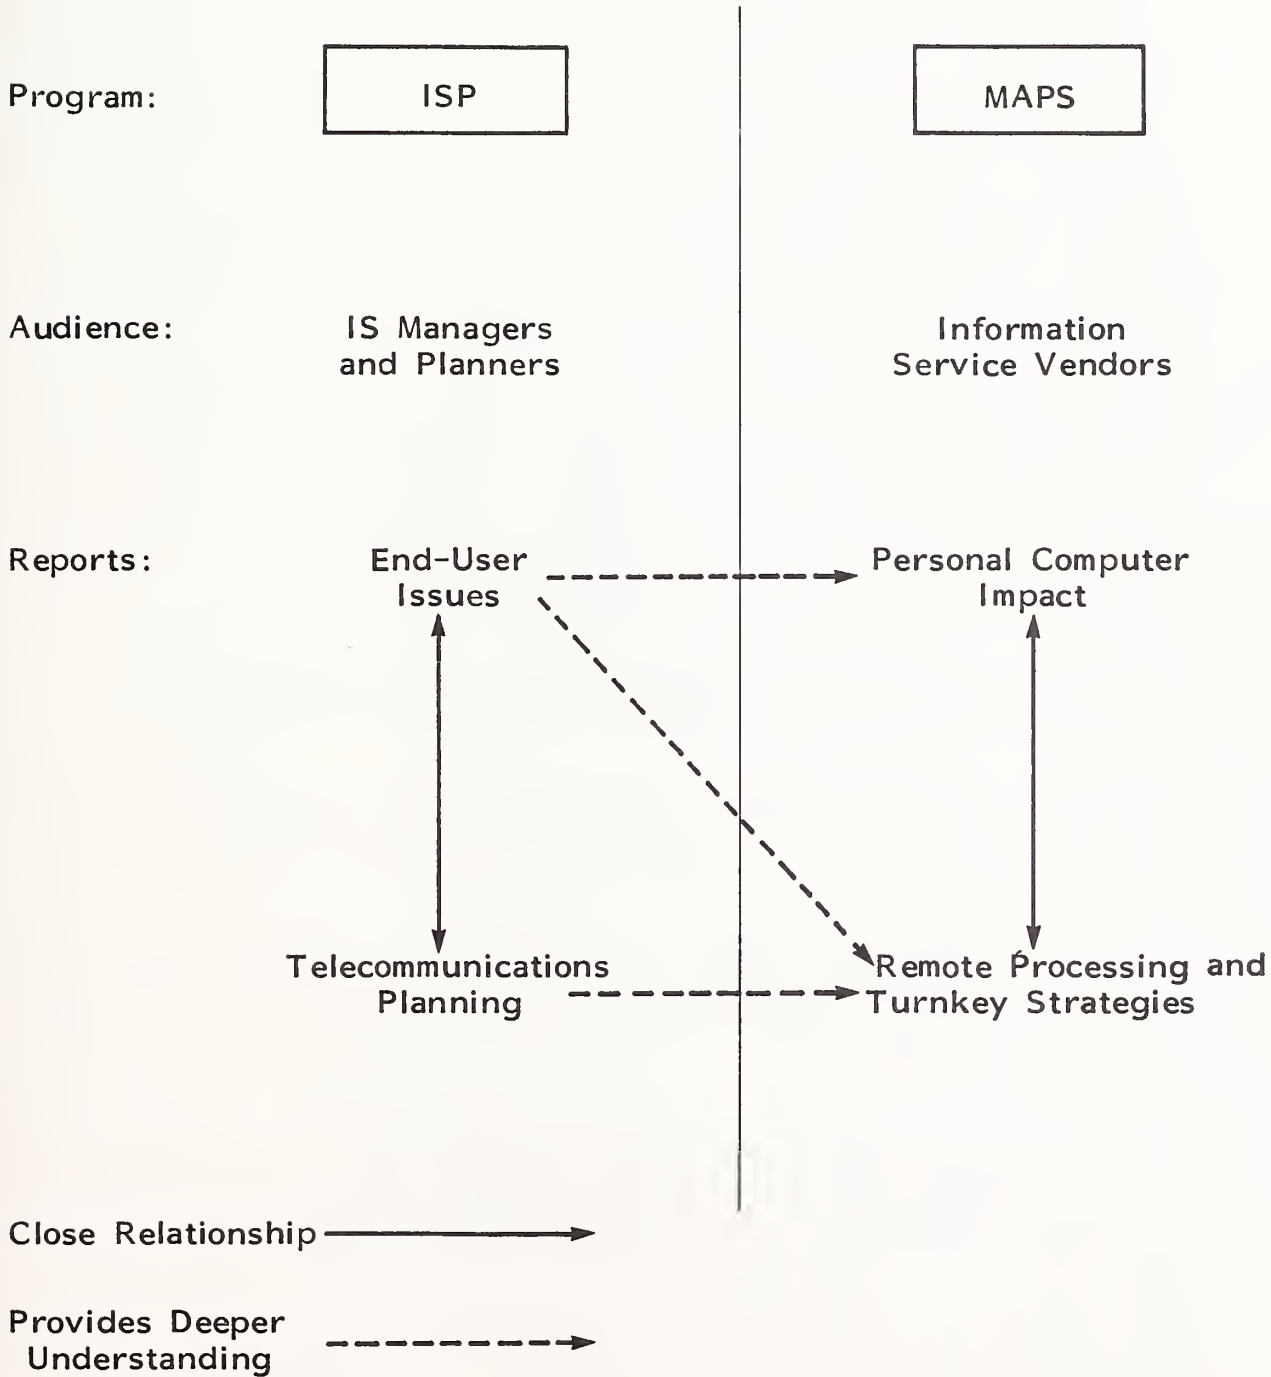 Program:
ISP
MAPS
Audience:
IS Managers
and Planners
Information
Service Vendors
Reports:
End-User
Issues
Personal Computer
Impact
Telecommunications
Planning
Remote Processing and
Turnkey Strategies
Close Relationship
Provides Deeper
Understanding